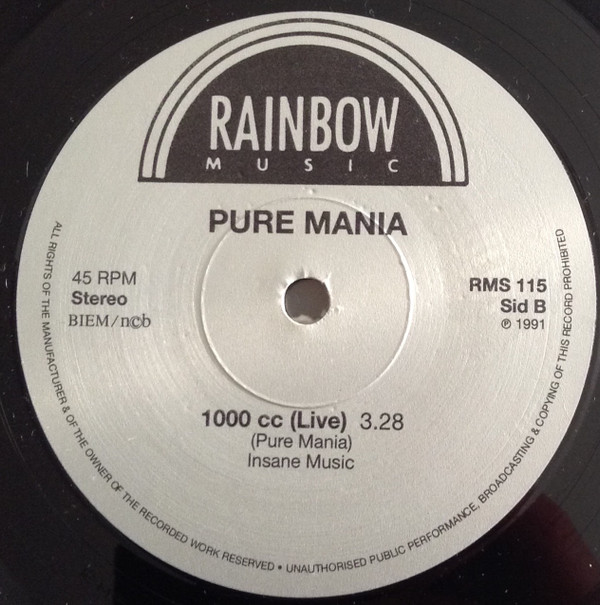 RAINBOW
MUSIC
PURE MANIA
45 RPM
Stereo
BIEM/n©b
RMS 115
Sid B
℗ 1991
1000 cc (Live) 3.28
(Pure Mania)
Insane Music
ALL RIGHTS OF THE MANUFACTURER & OF THE OWNER OF THE RECORDED WORK RESERVED • UNAUTHORISED PUBLIC PERFORMANCE, BROADCASTING & COPYING OF THIS RECORD PROHIBITED